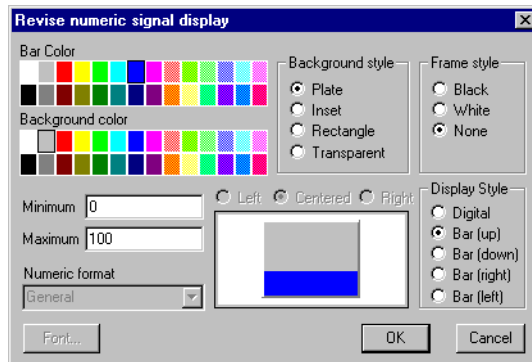 Revise numeric signal display
Bar Color
Background color
Background style
Plate
Inset
Rectangle
Transparent
Frame style
Black
White
None
Minimum 0
Maximum 100
Numeric format
General
Left Centered Right
Display Style
Digital
Bar (up)
Bar (down)
Bar (right)
Bar (left)
Font...
OK
Cancel